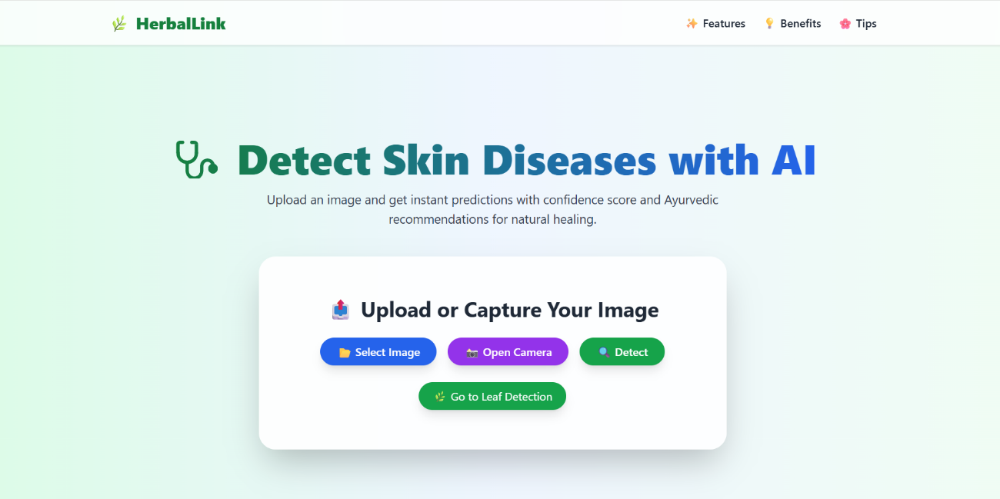 HerbalLink
Features
Benefits
Tips
Detect Skin Diseases with AI
Upload an image and get instant predictions with confidence score and Ayurvedic
recommendations for natural healing.
Upload or Capture Your Image
Select Image
Open Camera
Detect
Go to Leaf Detection